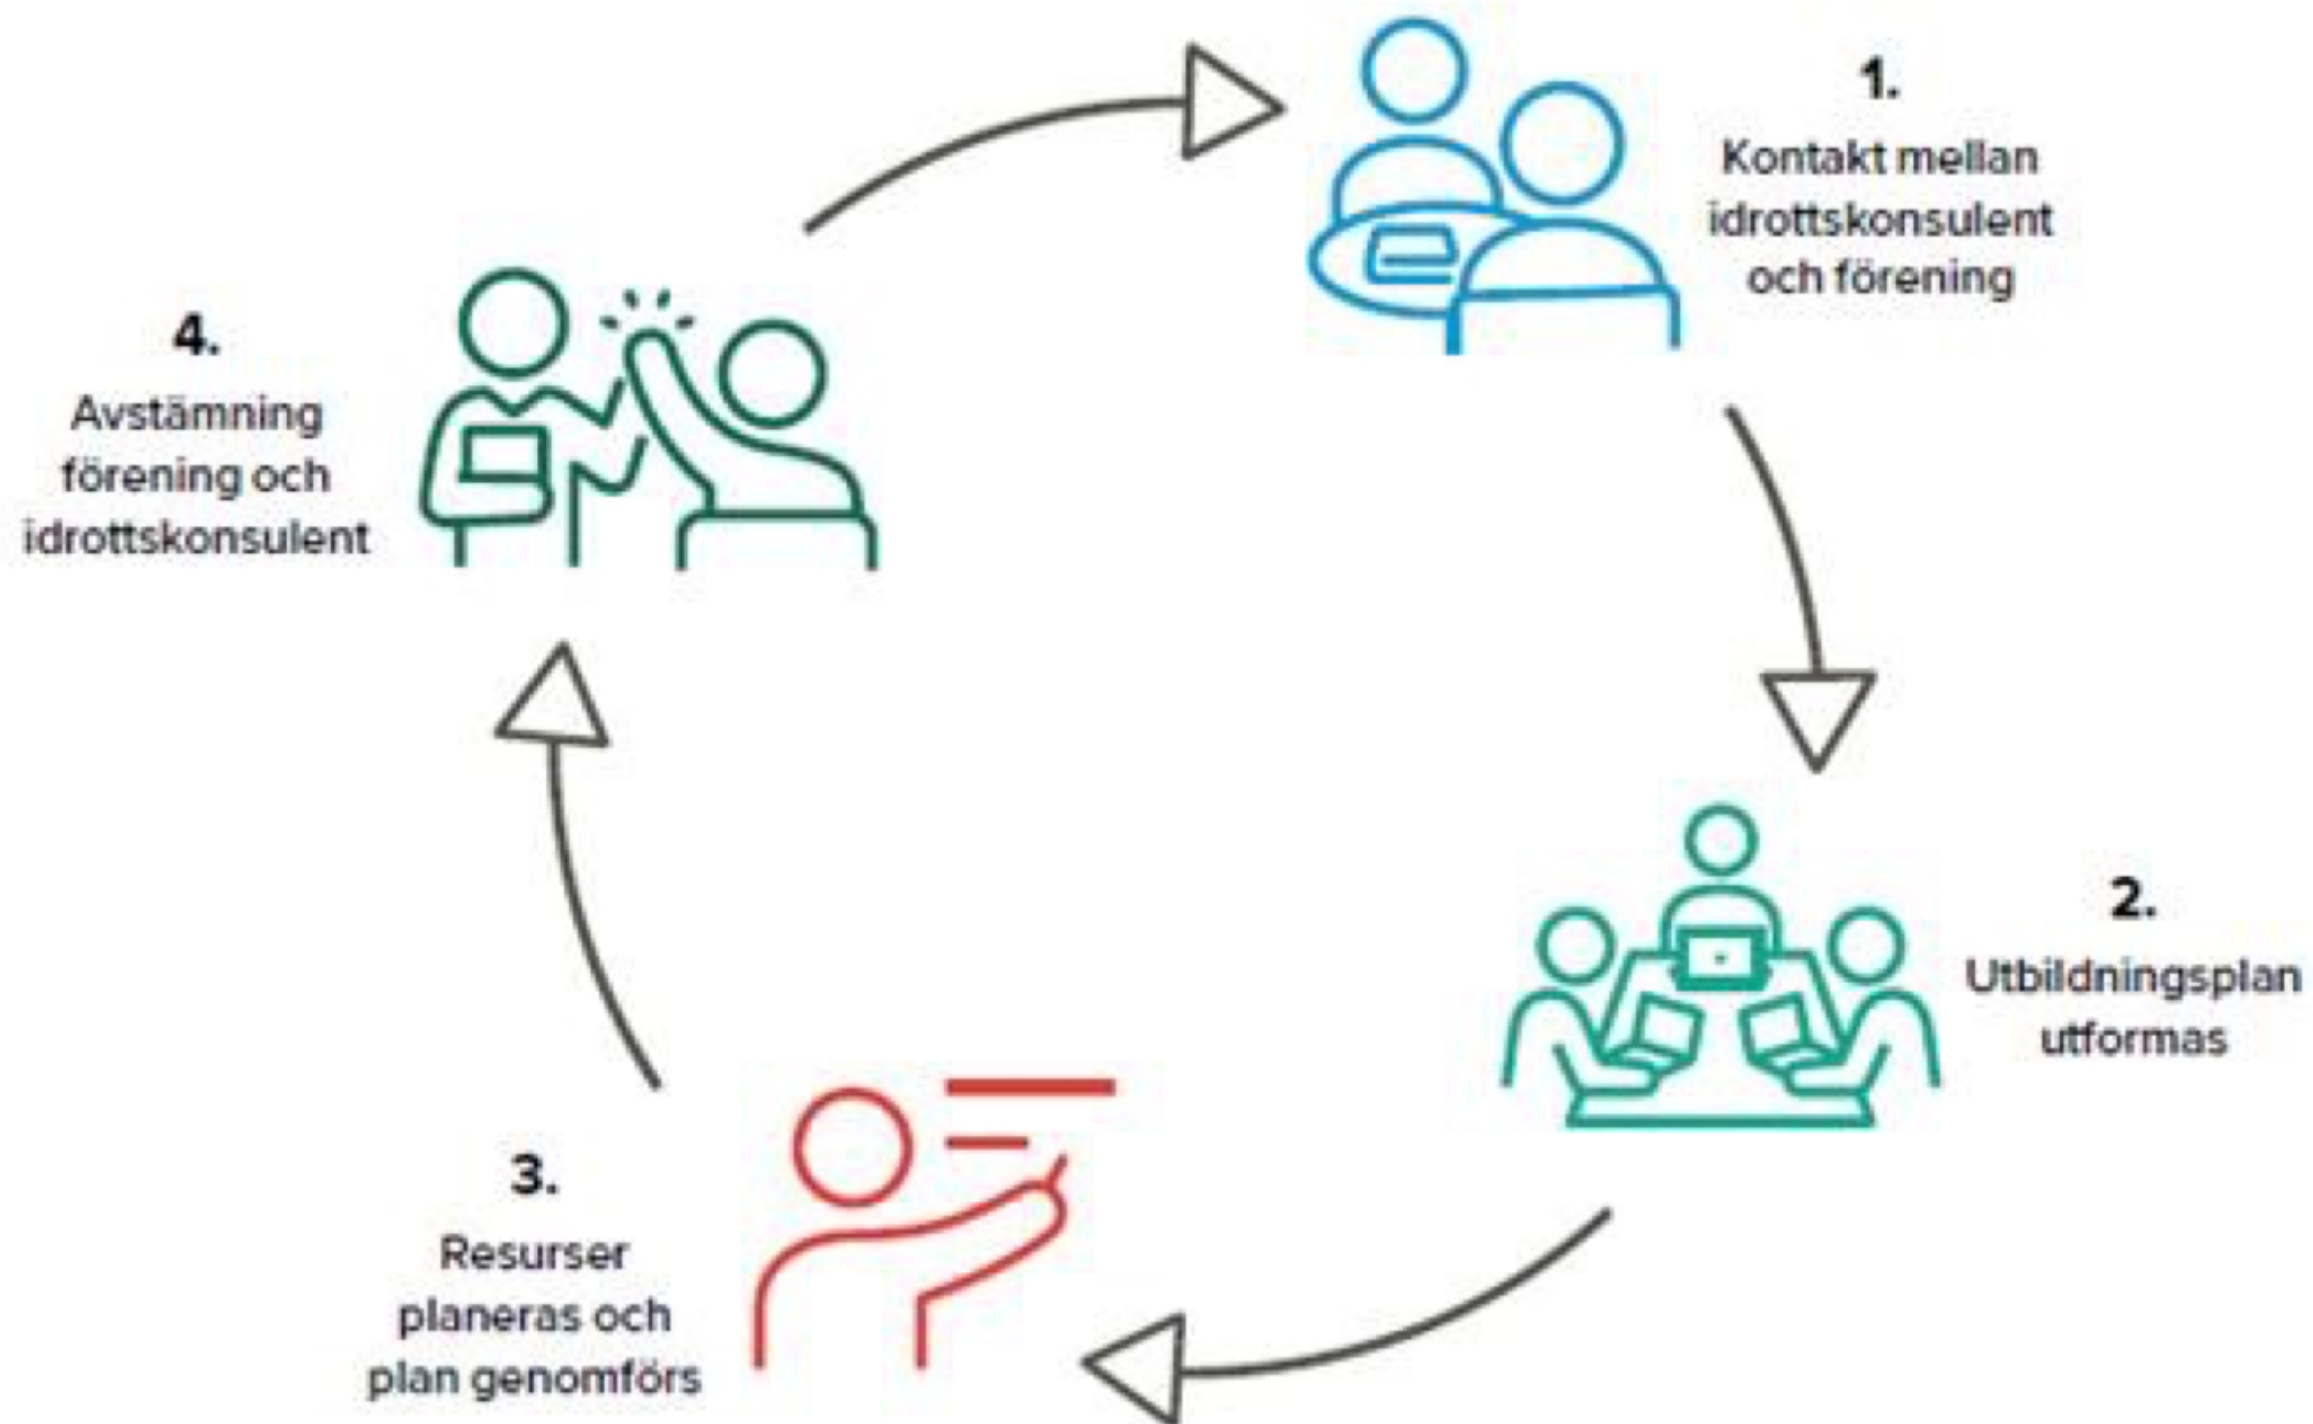 1.
Kontakt mellan
idrottskonsulent
och förening
2.
Utbildningsplan
utformas
3.
Resurser
planeras och
plan genomförs
4.
Avstämning
förening och
idrottskonsulent